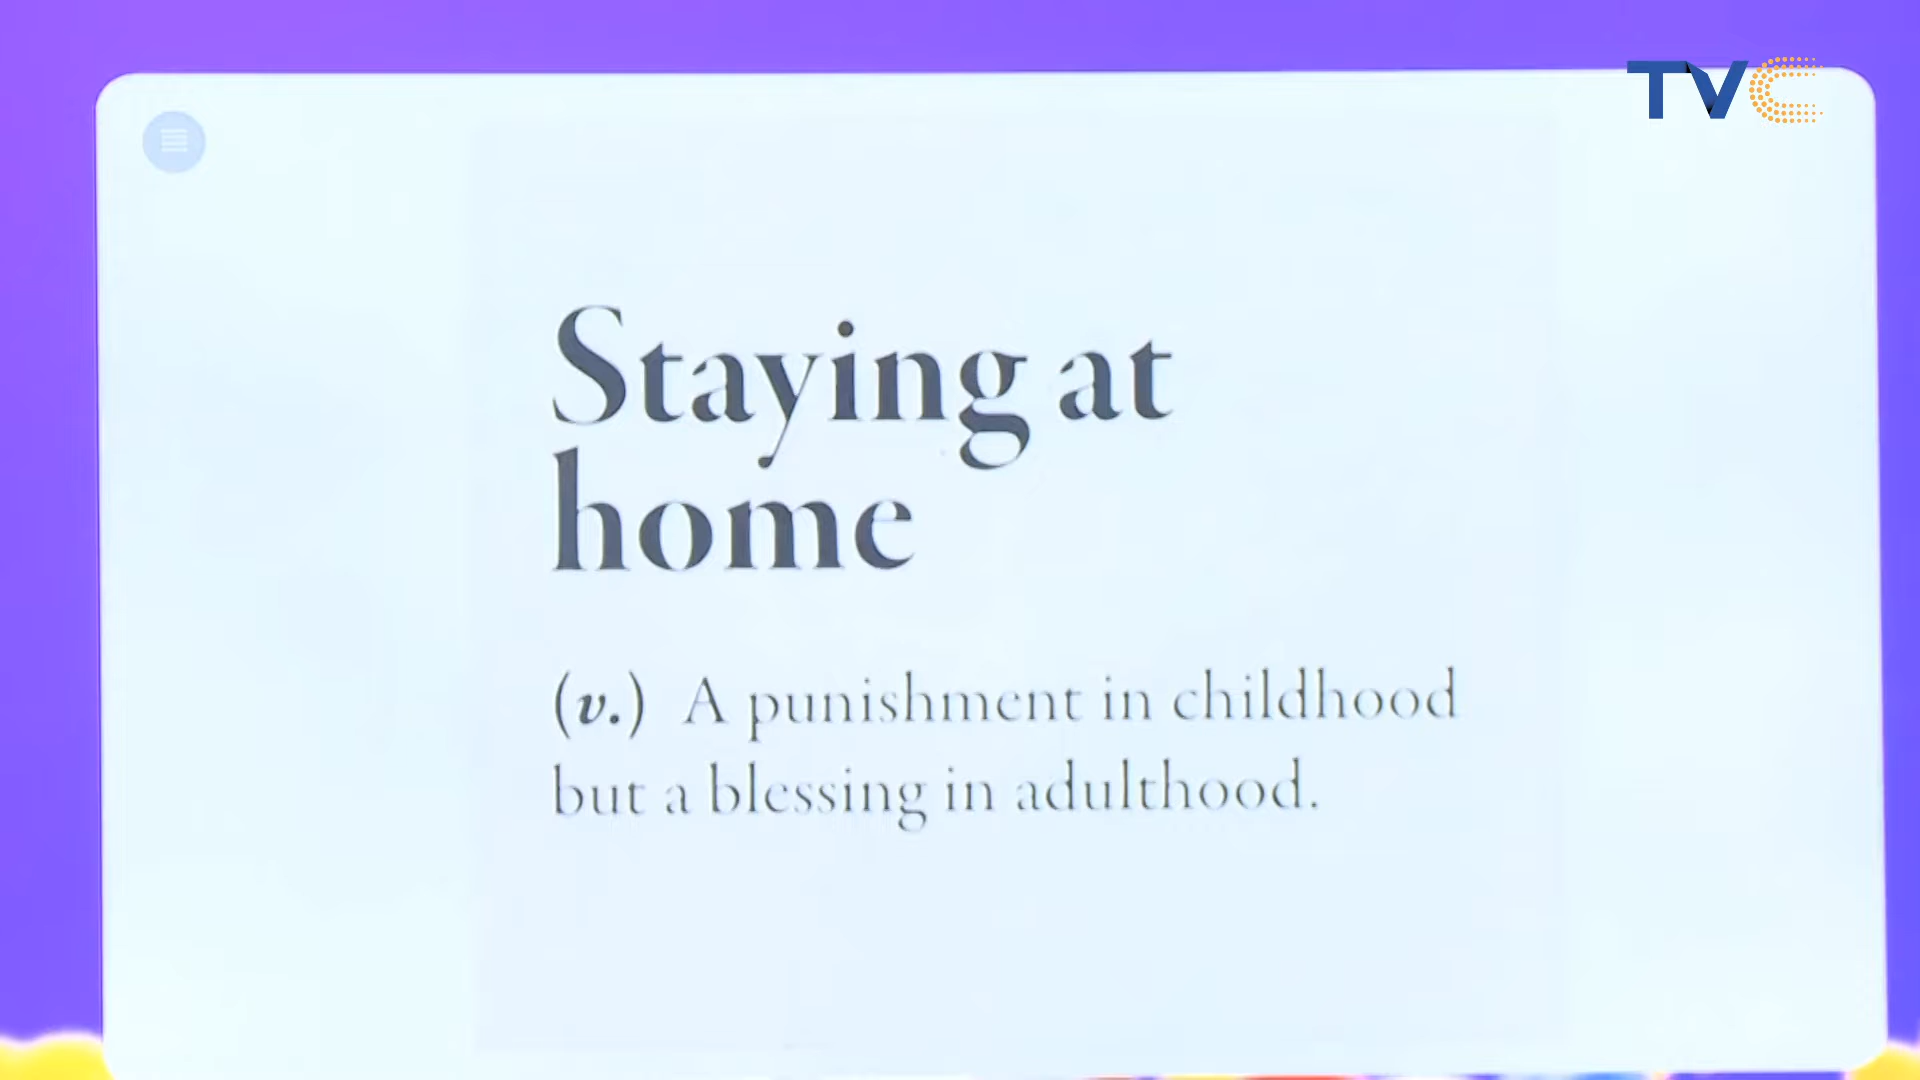 TVC
Staying at
home
(v.) A punishment in childhood
but a blessing in adulthood.